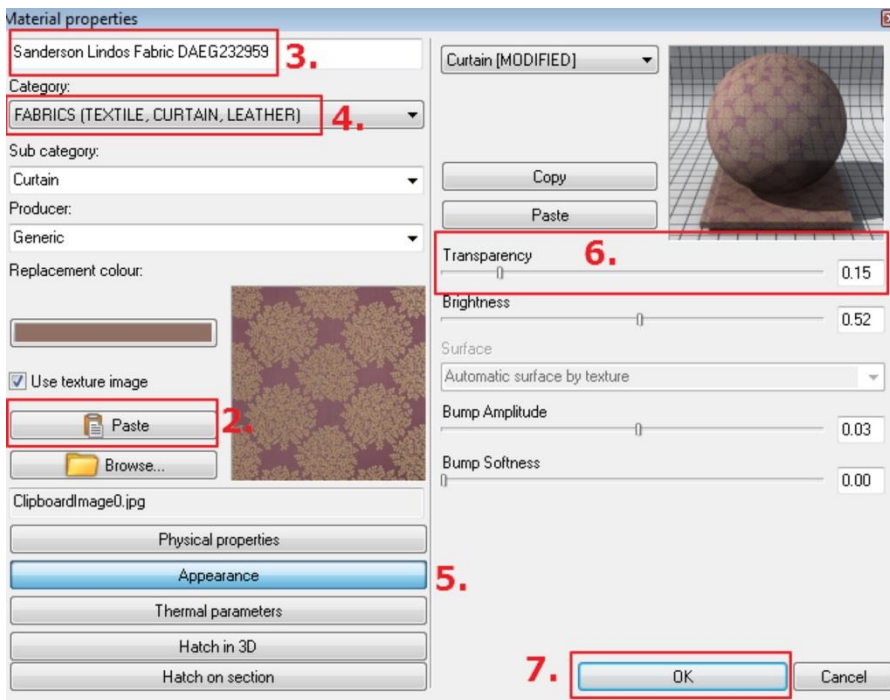 Material properties
Sanderson Lindos Fabric DAEG232959
3.
Category:
FABRICS (TEXTILE, CURTAIN, LEATHER)
4.
Sub category:
Curtain
Producer:
Generic
Replacement colour:
Use texture image
Paste
2.
Browse...
ClipboardImage0.jpg
Physical properties
Appearance
5.
Thermal parameters
Hatch in 3D
Hatch on section
Curtain [MODIFIED]
Copy
Paste
6.
Transparency
0.15
Brightness
0.52
Surface
Automatic surface by texture
Bump Amplitude
0.03
Bump Softness
0.00
7.
OK
Cancel